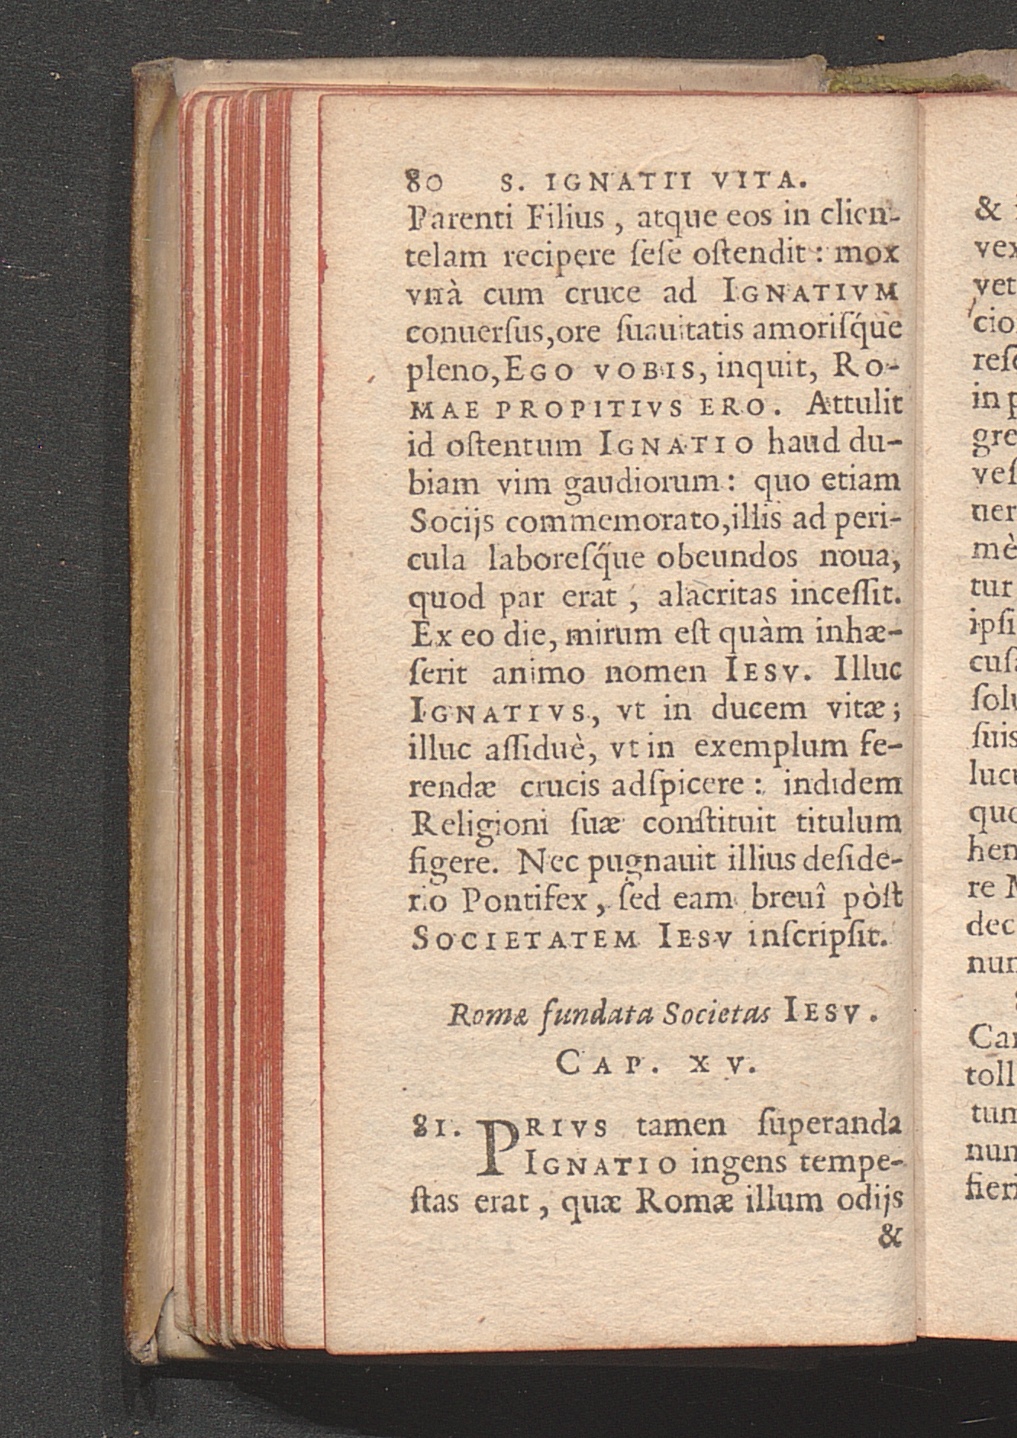 80 S. IGNATII VITA.
Parenti Filius, atque eos in clien-
telam recipere ſeſe oſtendit: mox
vnà cum cruce ad IGNATIVM
conuerſus, ore ſuauitatis amoriſq́ue
pleno, EGO VOBIS, inquit, RO-
MAE PROPITIVS ERO. Attulit
id oſtentum IGNATIO haud du-
biam vim gaudiorum: quo etiam
Socijs commemorato, illis ad peri-
cula laboreſq́ue obeundos noua,
quod par erat, alacritas inceſſit.
Ex eo die, mirum eſt quàm inhæ-
ſerit animo nomen IESV. Illuc
IGNATIVS, vt in ducem vitæ;
illuc aſſiduè, vt in exemplum fe-
rendæ crucis adſpicere: indidem
Religioni ſuæ conſtituit titulum
figere. Nec pugnauit illius deſide-
rio Pontifex, ſed eam breuî pòſt
SOCIETATEM IESV inſcripſit.
Romæ fundata Societas IESV.
CAP. XV.
81. PRIVS tamen ſuperanda
IGNATIO ingens tempe-
ſtas erat, quæ Romæ illum odijs
&